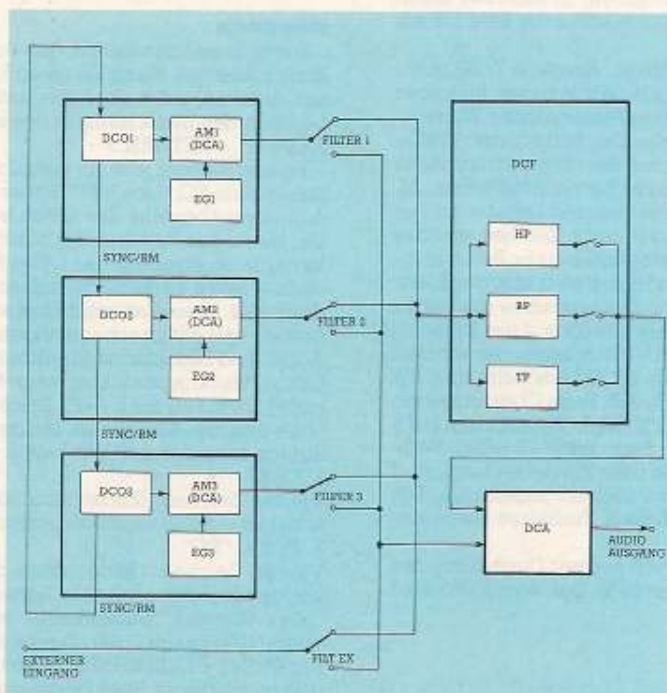 DCO1
AM1
(DCA)
EG1
FILTER 1
SYNC/RM
DCO2
AM2
(DCA)
EG2
FILTER 2
SYNC/RM
DCO3
AM3
(DCA)
EG3
FILTER 3
SYNC/RM
EXTERNER
EINGANG
FILT EX
DCF
HP
BP
TP
DCA
AUDIO
AUSGANG